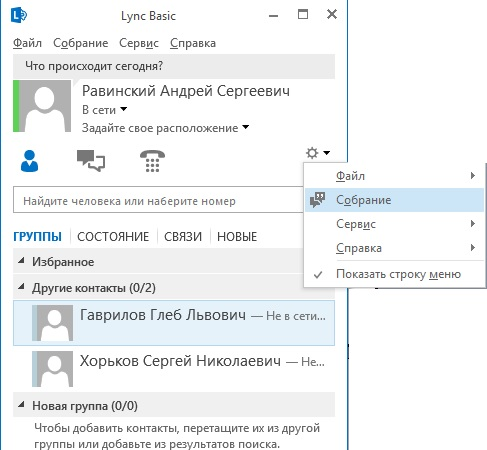 Lync Basic
Файл Собрание Сервис Справка
Что происходит сегодня?
Равинский Андрей Сергеевич
В сети
Задайте свое расположение
Файл
Собрание
Сервис
Справка
Показать строку меню
Найдите человека или наберите номер
ГРУППЫ СОСТОЯНИЕ СВЯЗИ НОВЫЕ
Избранное
Другие контакты (0/2)
Гаврилов Глеб Львович — Не в сети...
Хорьков Сергей Николаевич — Не...
Новая группа (0/0)
Чтобы добавить контакты, перетащите их из другой
группы или добавьте из результатов поиска.